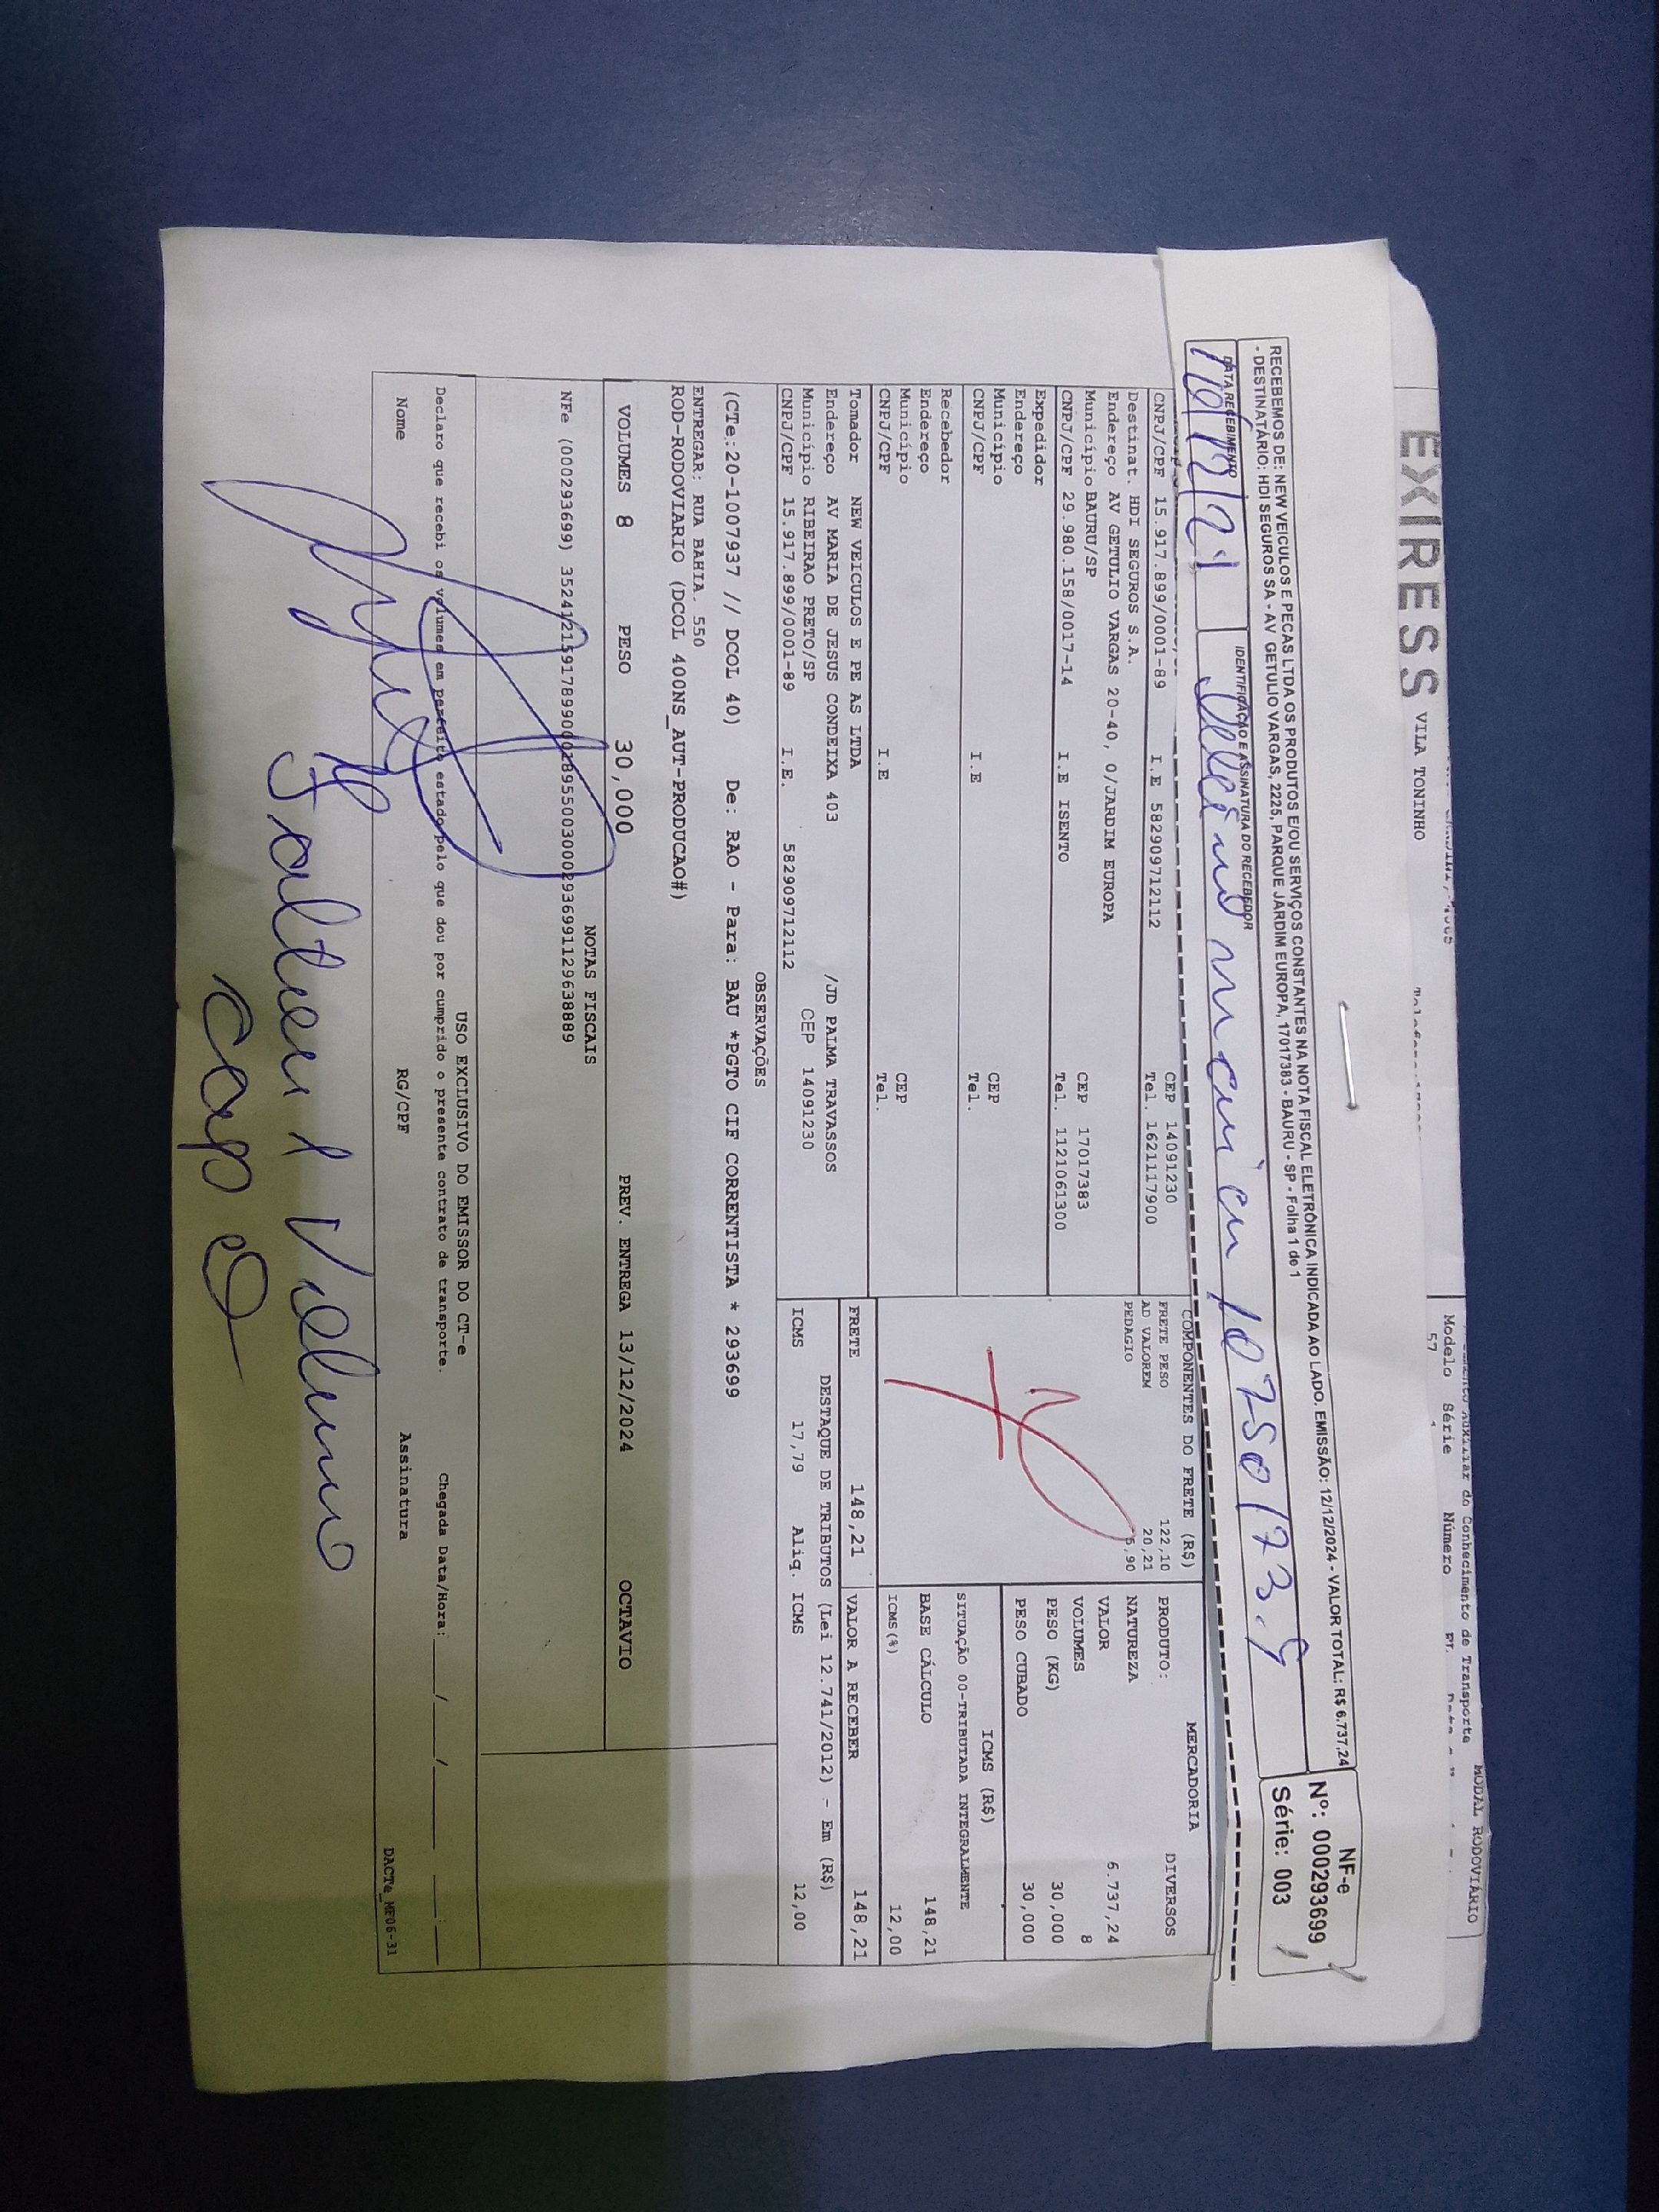 EXIRESS
VILA TONINHO
Modelo Série Número
57 1
MODAL RODOVIÁRIO
RECEBEMOS DE: NEW VEICULOS E PECAS LTDA OS PRODUTOS E/OU SERVIÇOS CONSTANTES NA NOTA FISCAL ELETRÔNICA INDICADA AO LADO. EMISSÃO: 12/12/2024 - VALOR TOTAL: R$ 6.737,24
- DESTINATÁRIO: HDI SEGUROS SA - AV GETULIO VARGAS, 2225, PARQUE JARDIM EUROPA, 17017383 - BAURU - SP - Folha 1 de 1
NF-e
Nº: 000293699
Série: 003
DATA RECEBIMENTO
IDENTIFICAÇÃO E ASSINATURA DO RECEBEDOR
CNPJ/CPF 15.917.899/0001-89 I.E 582909712112
CEP 14091230
Tel. 1621117900
Destinat. HDI SEGUROS S.A.
Endereço AV GETULIO VARGAS 20-40, 0/JARDIM EUROPA
Município BAURU/SP CEP 17017383
CNPJ/CPF 29.980.158/0017-14 I.E ISENTO Tel. 1121061300
Expedidor
Endereço
Município CEP
CNPJ/CPF I.E Tel.
Recebedor
Endereço
Município CEP
CNPJ/CPF I.E Tel.
Tomador NEW VEICULOS E PE AS LTDA
Endereço AV MARIA DE JESUS CONDEIXA 403 /JD PALMA TRAVASSOS
Município RIBEIRAO PRETO/SP CEP 14091230
CNPJ/CPF 15.917.899/0001-89 I.E. 582909712112
COMPONENTES DO FRETE (R$)
FRETE PESO 122,10
AD VALOREM 20,21
PEDAGIO 5,90
MERCADORIA
PRODUTO: DIVERSOS
NATUREZA
VALOR 6.737,24
VOLUMES 8
PESO (KG) 30,000
PESO CUBADO 30,000
ICMS (R$)
SITUAÇÃO 00-TRIBUTADA INTEGRALMENTE
BASE CÁLCULO 148,21
ICMS(%) 12,00
FRETE 148,21 VALOR A RECEBER 148,21
DESTAQUE DE TRIBUTOS (Lei 12.741/2012) - Em (R$)
ICMS 17,79 Aliq. ICMS 12,00
OBSERVAÇÕES
(CTe.:20-1007937 // DCOL 40) De: RAO - Para: BAU *PGTO CIF CORRENTISTA * 293699
ENTREGAR: RUA BAHIA. 550
ROD-RODOVIARIO (DCOL 400NS_AUT-PRODUCAO#)
VOLUMES 8 PESO 30,000 PREV. ENTREGA 13/12/2024 OCTAVIO
NOTAS FISCAIS
NFe (000293699)
USO EXCLUSIVO DO EMISSOR DO CT-e
Declaro que recebi os volumes em perfeito estado pelo que dou por cumprido o presente contrato de transporte. Chegada Data/Hora:
Nome RG/CPF Assinatura
DACTe_MF06-31
Faltou 1 Volume
capo